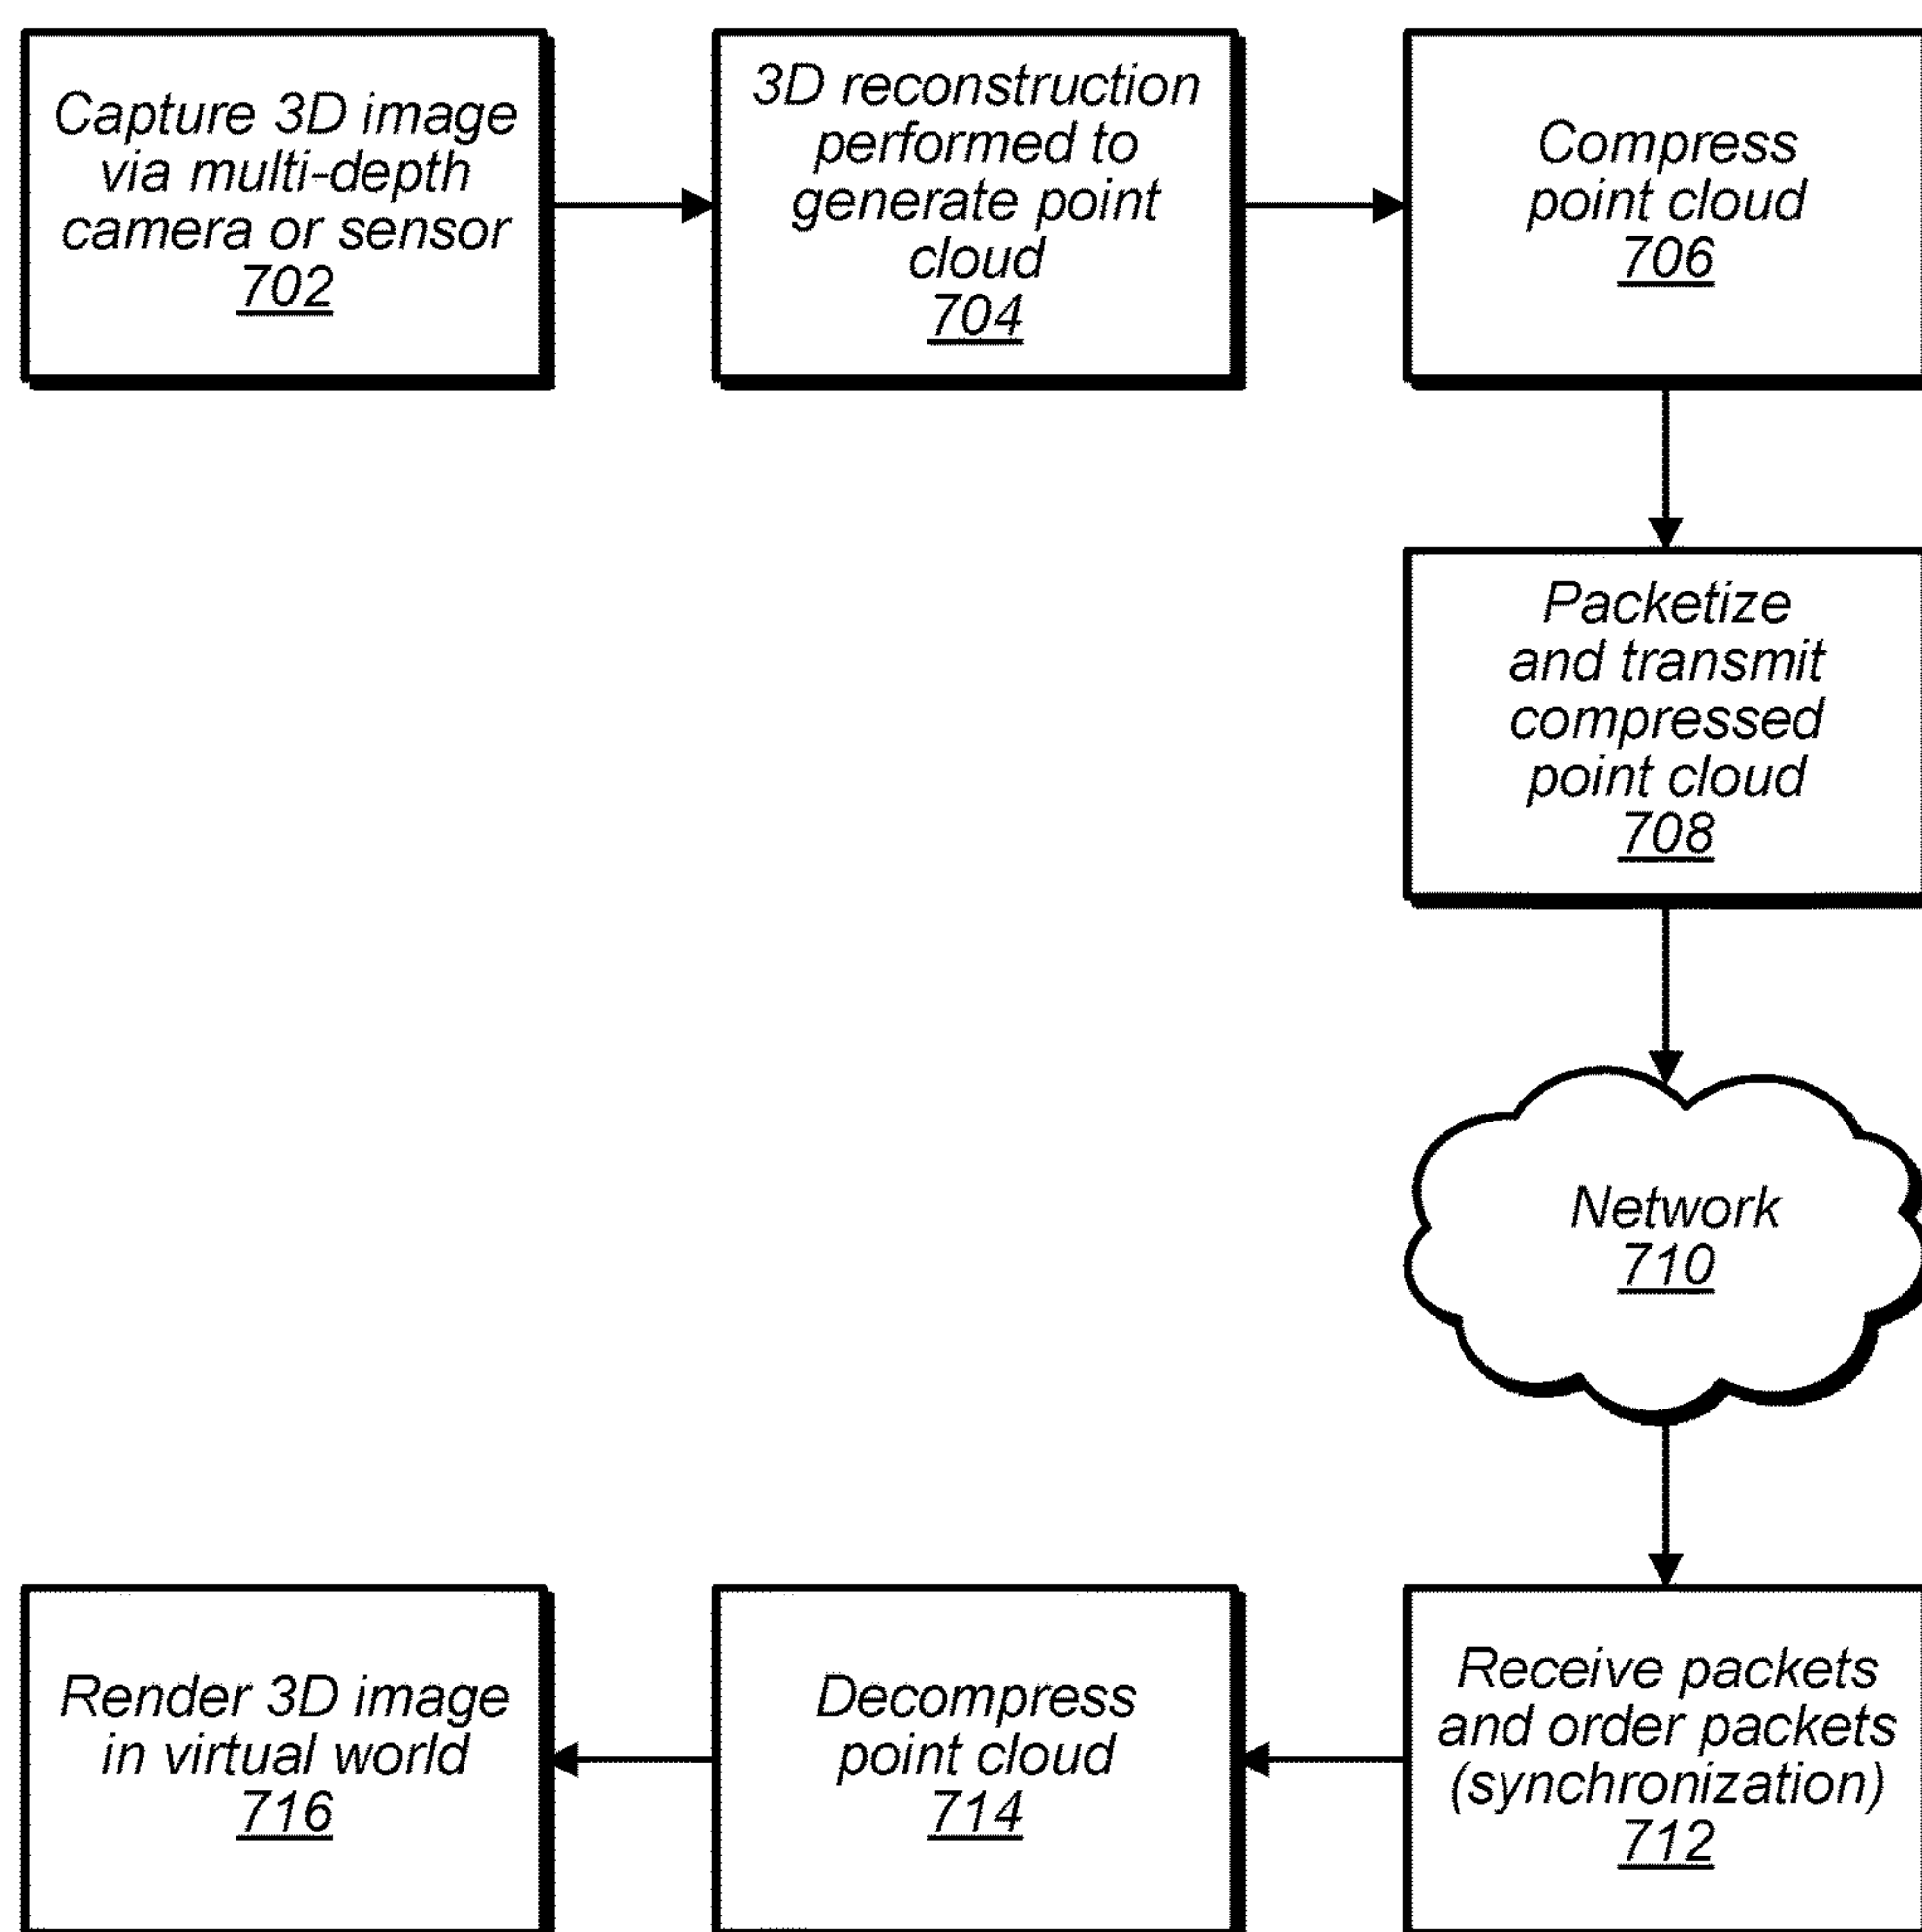 Capture 3D image
via multi-depth
camera or sensor
702
3D reconstruction
performed to
generate point
cloud
704
Compress
point cloud
706
Packetize
and transmit
compressed
point cloud
708
Network
710
Receive packets
and order packets
(synchronization)
712
Decompress
point cloud
714
Render 3D image
in virtual world
716